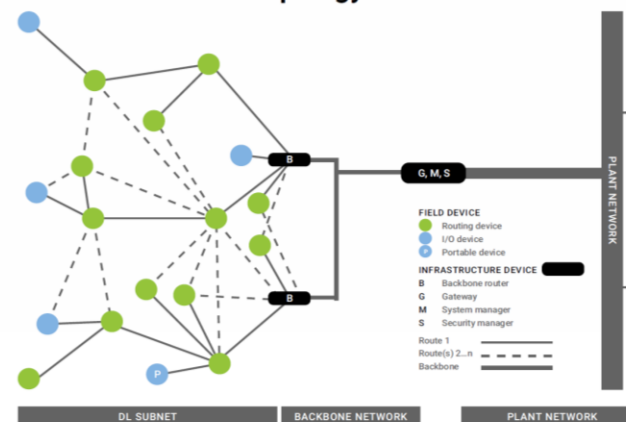 B
G, M, S
PLANT NETWORK
FIELD DEVICE
Routing device
I/O device
P Portable device
INFRASTRUCTURE DEVICE
B Backbone router
G Gateway
M System manager
S Security manager
B
Route 1
Route(s) 2...n
Backbone
P
DL SUBNET
BACKBONE NETWORK
PLANT NETWORK